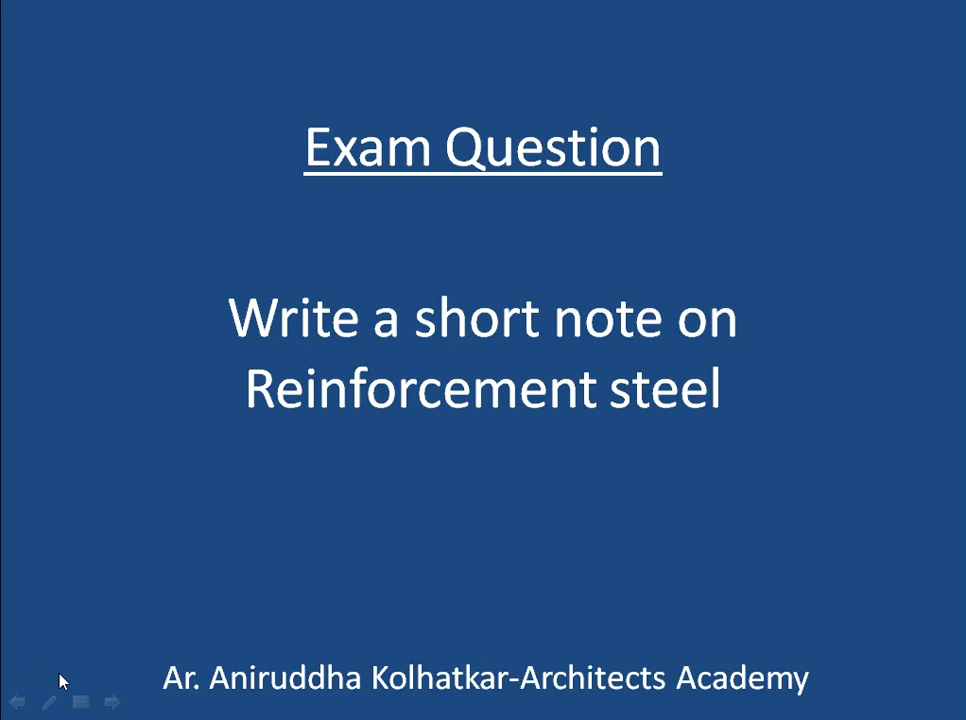 Exam Question
Write a short note on
Reinforcement steel
Ar. Aniruddha Kolhatkar-Architects Academy